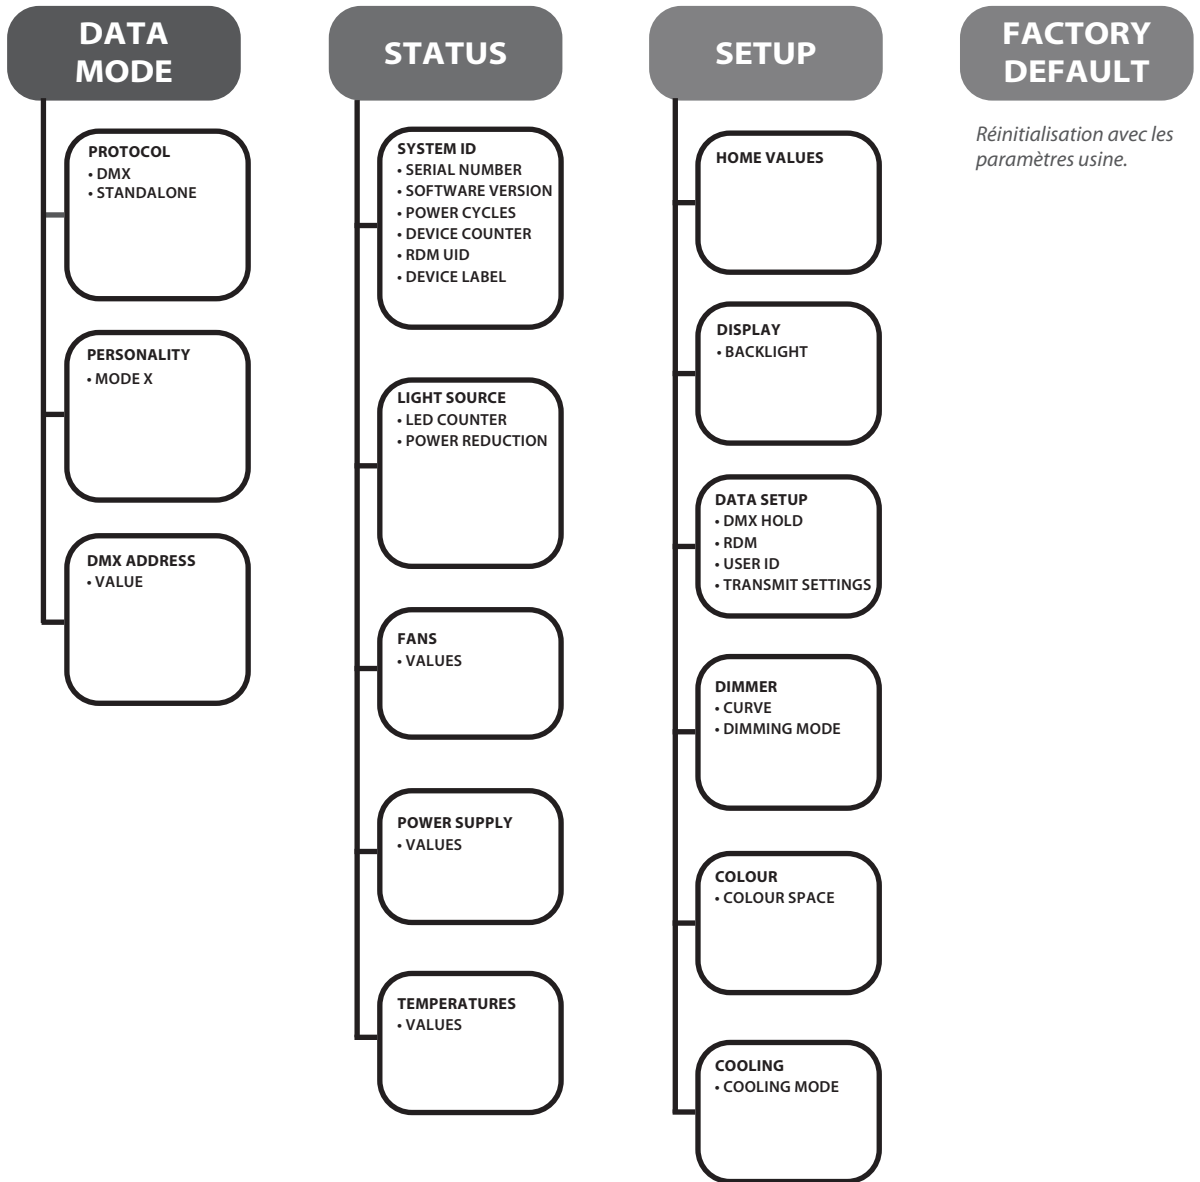 DATA
MODE
PROTOCOL
• DMX
• STANDALONE
PERSONALITY
• MODE X
DMX ADDRESS
• VALUE
STATUS
SYSTEM ID
• SERIAL NUMBER
• SOFTWARE VERSION
• POWER CYCLES
• DEVICE COUNTER
• RDM UID
• DEVICE LABEL
LIGHT SOURCE
• LED COUNTER
• POWER REDUCTION
FANS
• VALUES
POWER SUPPLY
• VALUES
TEMPERATURES
• VALUES
SETUP
HOME VALUES
DISPLAY
• BACKLIGHT
DATA SETUP
• DMX HOLD
• RDM
• USER ID
• TRANSMIT SETTINGS
DIMMER
• CURVE
• DIMMING MODE
COLOUR
• COLOUR SPACE
COOLING
• COOLING MODE
FACTORY
DEFAULT
Réinitialisation avec les
paramètres usine.